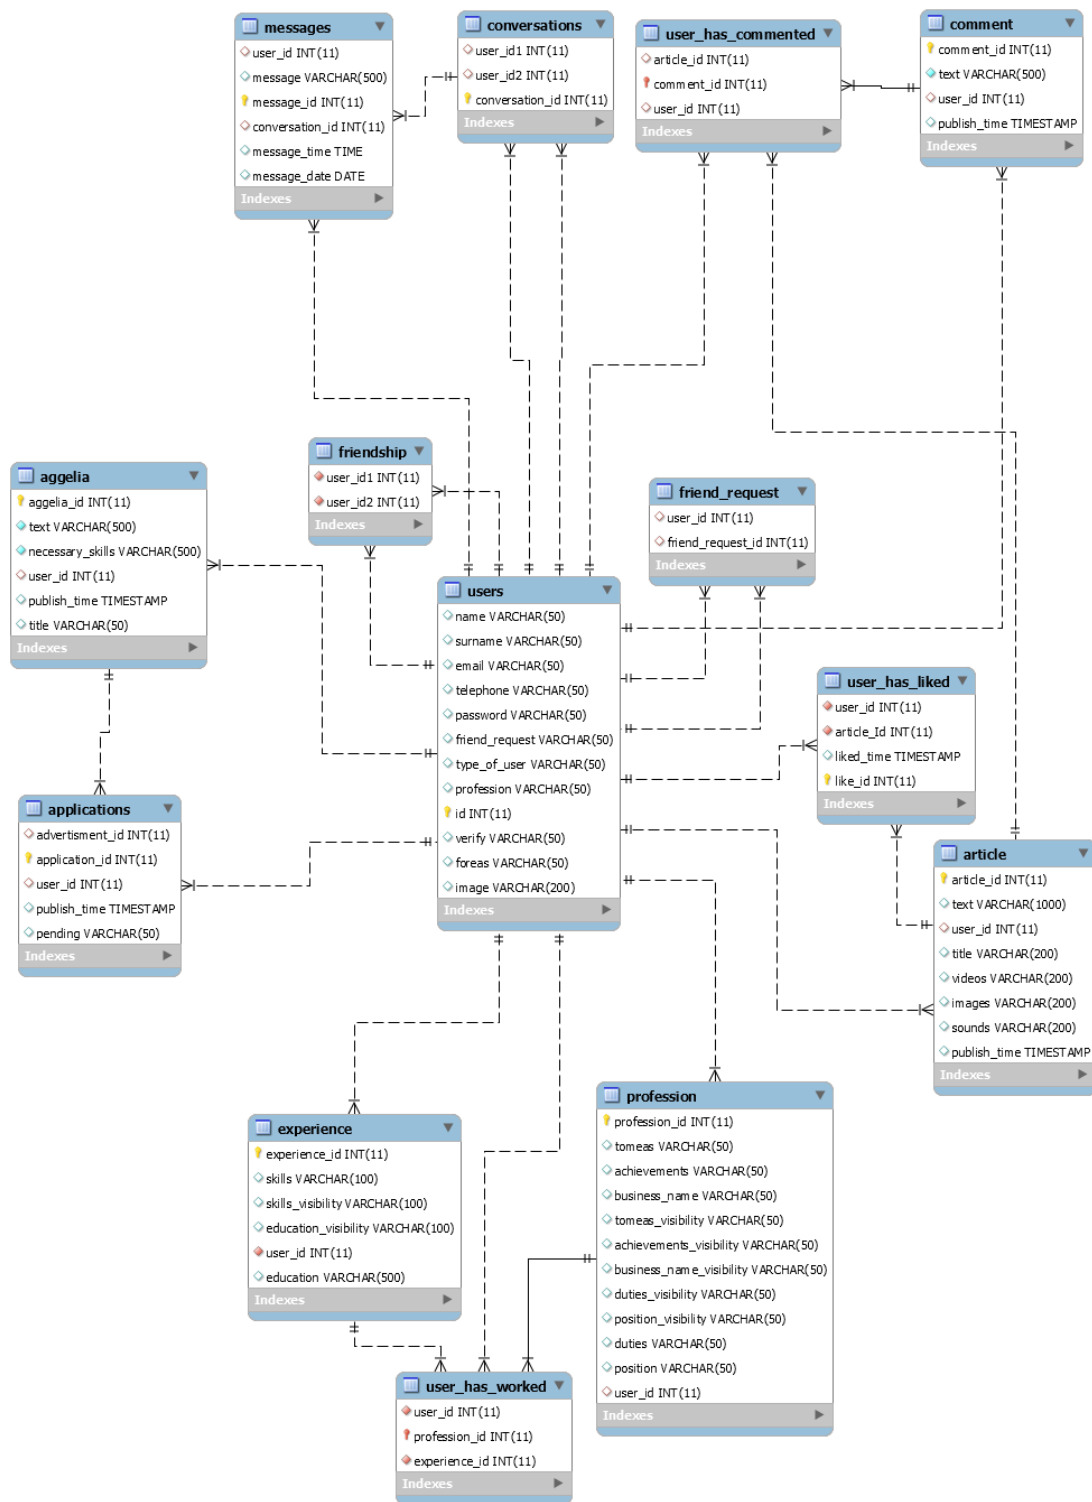 messages
user_id INT(11)
message VARCHAR(500)
message_id INT(11)
conversation_id INT(11)
message_time TIME
message_date DATE
Indexes
conversations
user_id1 INT(11)
user_id2 INT(11)
conversation_id INT(11)
Indexes
user_has_commented
article_id INT(11)
comment_id INT(11)
user_id INT(11)
Indexes
comment
comment_id INT(11)
text VARCHAR(500)
user_id INT(11)
publish_time TIMESTAMP
Indexes
aggelia
aggelia_id INT(11)
text VARCHAR(500)
necessary_skills VARCHAR(500)
user_id INT(11)
publish_time TIMESTAMP
title VARCHAR(50)
Indexes
friendship
user_id1 INT(11)
user_id2 INT(11)
Indexes
friend_request
user_id INT(11)
friend_request_id INT(11)
Indexes
users
name VARCHAR(50)
surname VARCHAR(50)
email VARCHAR(50)
telephone VARCHAR(50)
password VARCHAR(50)
friend_request VARCHAR(50)
type_of_user VARCHAR(50)
profession VARCHAR(50)
id INT(11)
verify VARCHAR(50)
foreas VARCHAR(50)
image VARCHAR(200)
Indexes
user_has_liked
user_id INT(11)
article_Id INT(11)
liked_time TIMESTAMP
like_id INT(11)
Indexes
applications
advertisment_id INT(11)
application_id INT(11)
user_id INT(11)
publish_time TIMESTAMP
pending VARCHAR(50)
Indexes
article
article_id INT(11)
text VARCHAR(1000)
user_id INT(11)
title VARCHAR(200)
videos VARCHAR(200)
images VARCHAR(200)
sounds VARCHAR(200)
publish_time TIMESTAMP
Indexes
experience
experience_id INT(11)
skills VARCHAR(100)
skills_visibility VARCHAR(100)
education_visibility VARCHAR(100)
user_id INT(11)
education VARCHAR(500)
Indexes
profession
profession_id INT(11)
tomeas VARCHAR(50)
achievements VARCHAR(50)
business_name VARCHAR(50)
tomeas_visibility VARCHAR(50)
achievements_visibility VARCHAR(50)
business_name_visibility VARCHAR(50)
duties_visibility VARCHAR(50)
position_visibility VARCHAR(50)
duties VARCHAR(50)
position VARCHAR(50)
user_id INT(11)
Indexes
user_has_worked
user_id INT(11)
profession_id INT(11)
experience_id INT(11)
Indexes